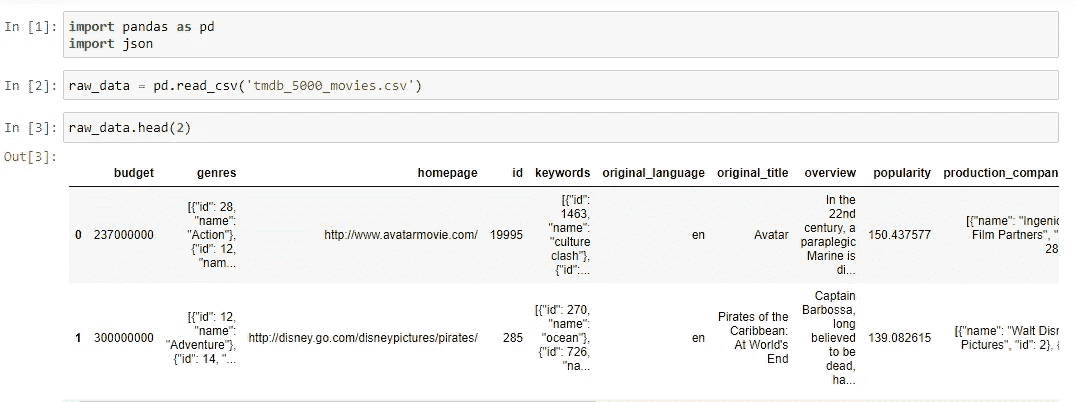 In [1]: import pandas as pd
import json
In [2]: raw_data = pd.read_csv('tmdb_5000_movies.csv')
In [3]: raw_data.head(2)
Out[3]:
budget genres homepage id keywords original_language original_title overview popularity production_compan
0 237000000 [{"id": 28, "name": "Action"}, {"id": 12, "nam... http://www.avatarmovie.com/ 19995 [{"id": 1463, "name": "culture clash"}, {"id":... en Avatar In the 22nd century, a paraplegic Marine is di... 150.437577 [{"name": "Ingenio Film Partners", " 28
1 300000000 [{"id": 12, "name": "Adventure"}, {"id": 14, "... http://disney.go.com/disneypictures/pirates/ 285 [{"id": 270, "name": "ocean"}, {"id": 726, "na... en Pirates of the Caribbean: At World's End Captain Barbossa, long believed to be dead, ha... 139.082615 [{"name": "Walt Disn Pictures", "id": 2}, {